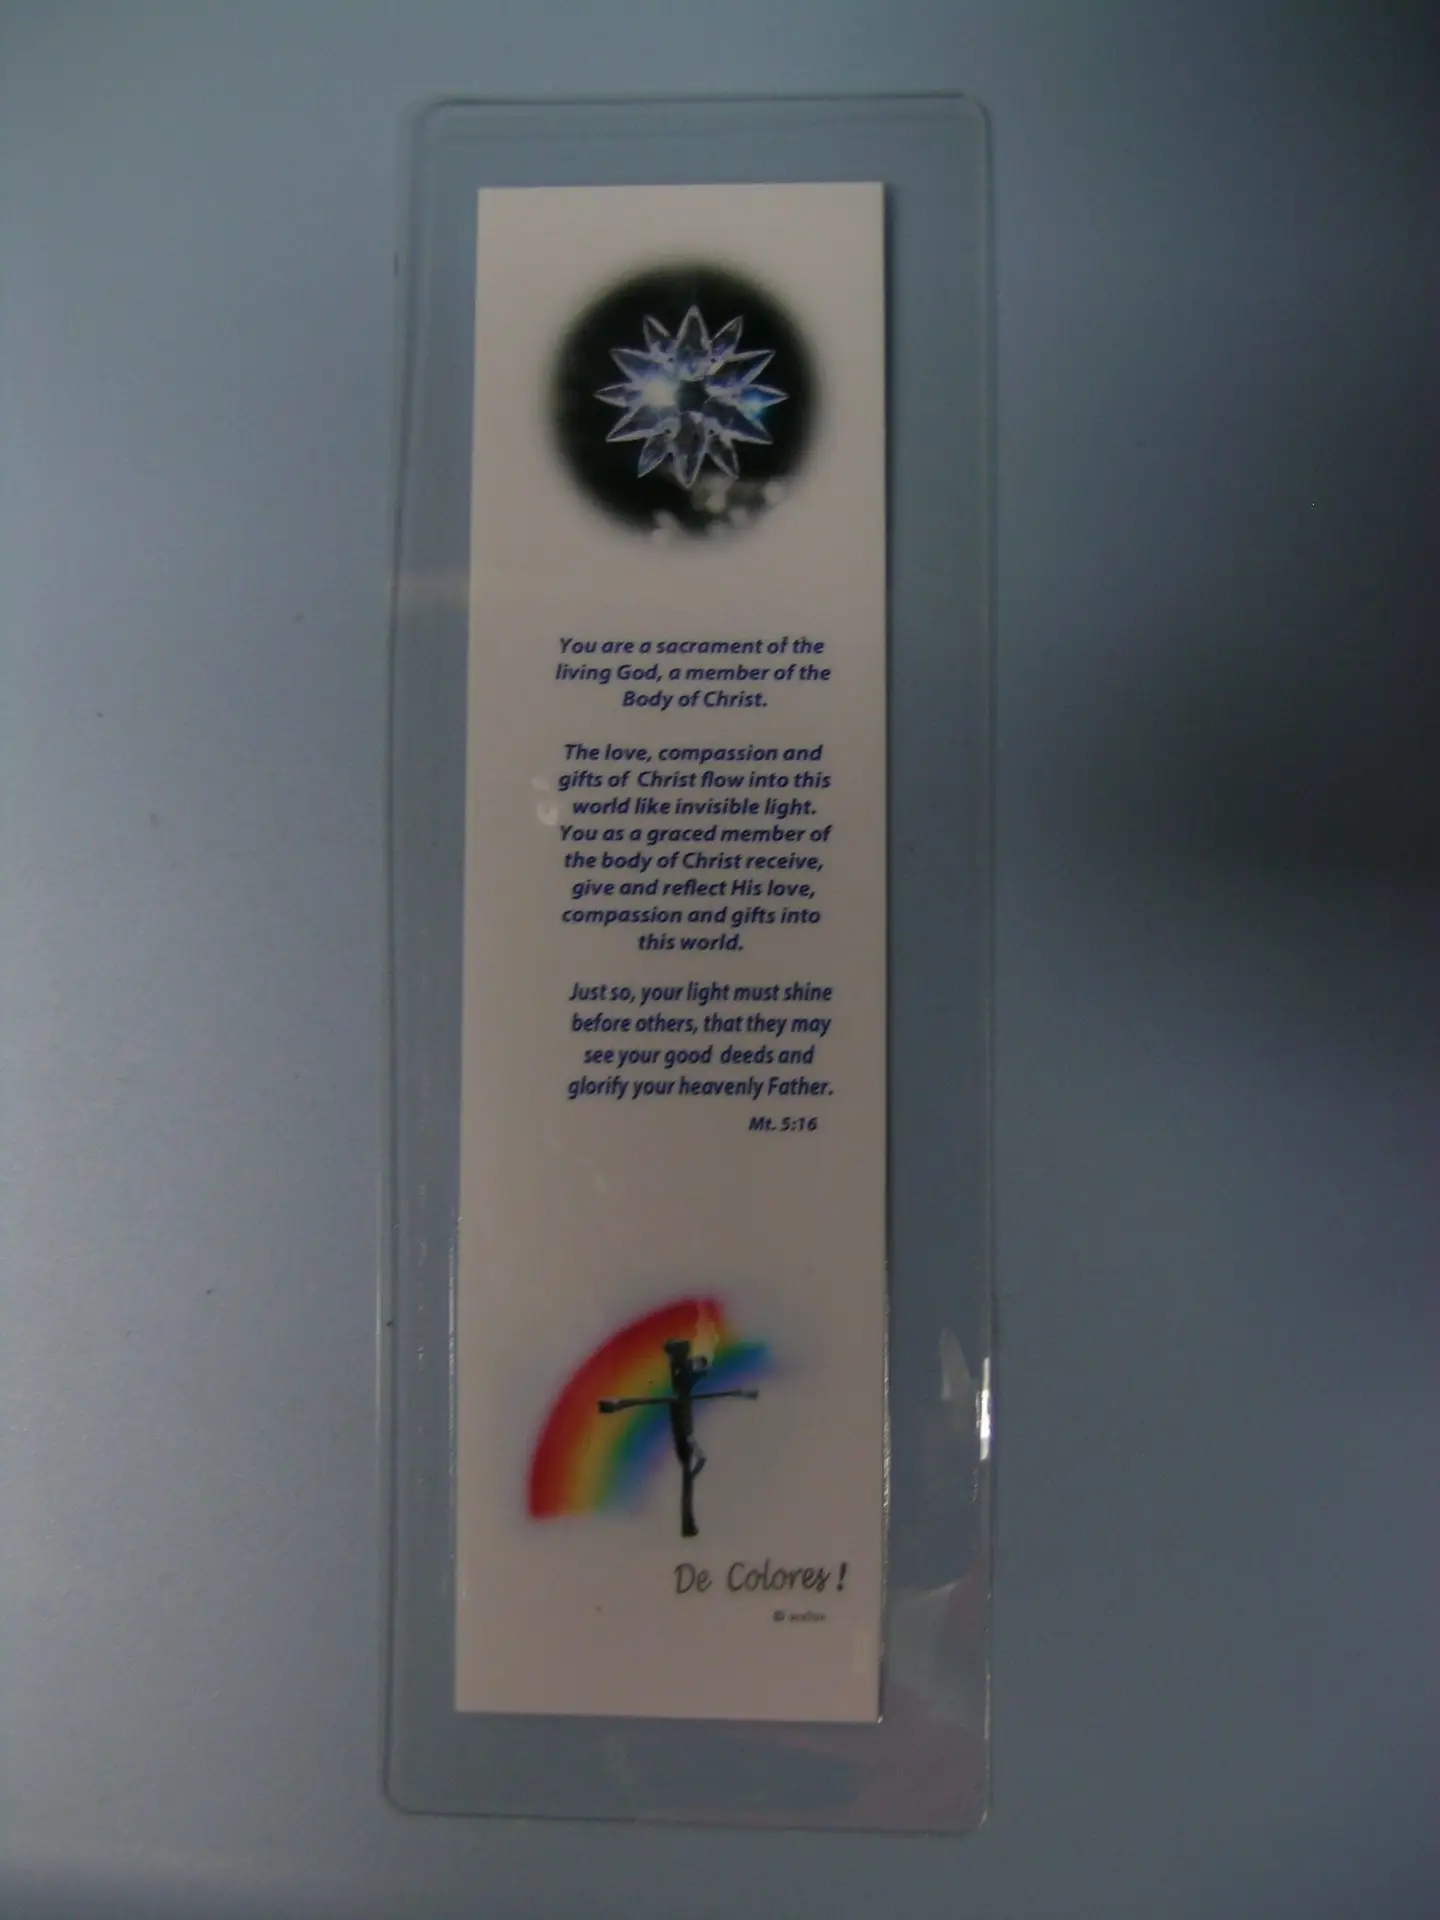 You are a sacrament of the
living God, a member of the
Body of Christ.
The love, compassion and
gifts of Christ flow into this
world like invisible light.
You as a graced member of
the body of Christ receive,
give and reflect His love,
compassion and gifts into
this world.
Just so, your light must shine
before others, that they may
see your good deeds and
glorify your heavenly Father.
Mt. 5:16
De Colores!
©